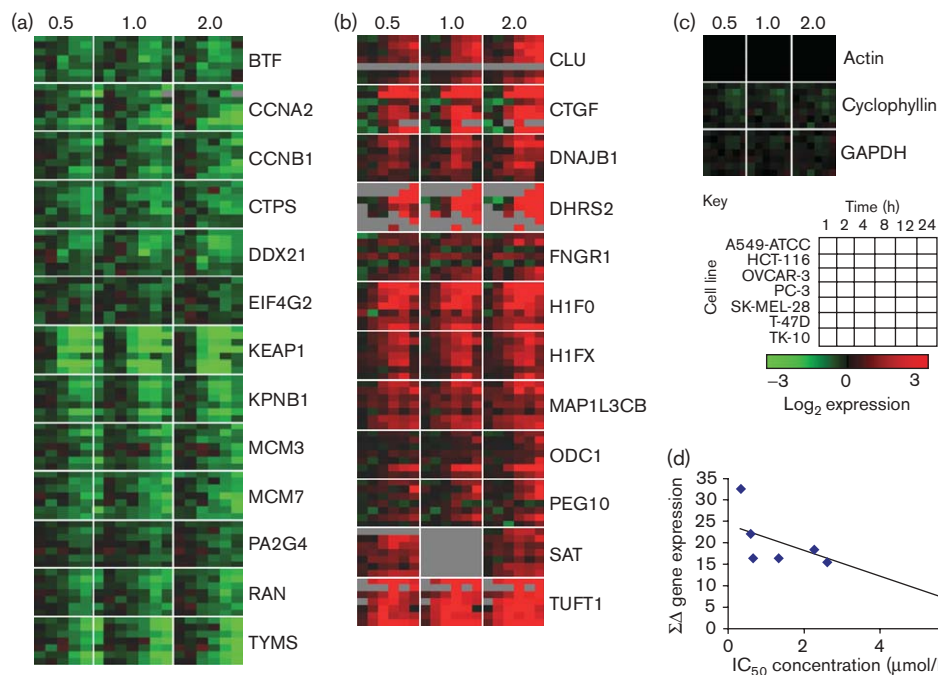 (a)
0.5 1.0 2.0
BTF
CCNA2
CCNB1
CTPS
DDX21
EIF4G2
KEAP1
KPNB1
MCM3
MCM7
PA2G4
RAN
TYMS
(b)
0.5 1.0 2.0
CLU
CTGF
DNAJB1
DHRS2
FNGR1
H1F0
H1FX
MAP1L3CB
ODC1
PEG10
SAT
TUFT1
(c)
0.5 1.0 2.0
Actin
Cyclophyllin
GAPDH
Key
Time (h)
1 2 4 8 12 24
Cell line
A549-ATCC
HCT-116
OVCAR-3
PC-3
SK-MEL-28
T-47D
TK-10
−3 0 3
Log₂ expression
(d)
ΣΔ gene expression
35
30
25
20
15
10
5
0
0 2 4
IC₅₀ concentration (μmol/